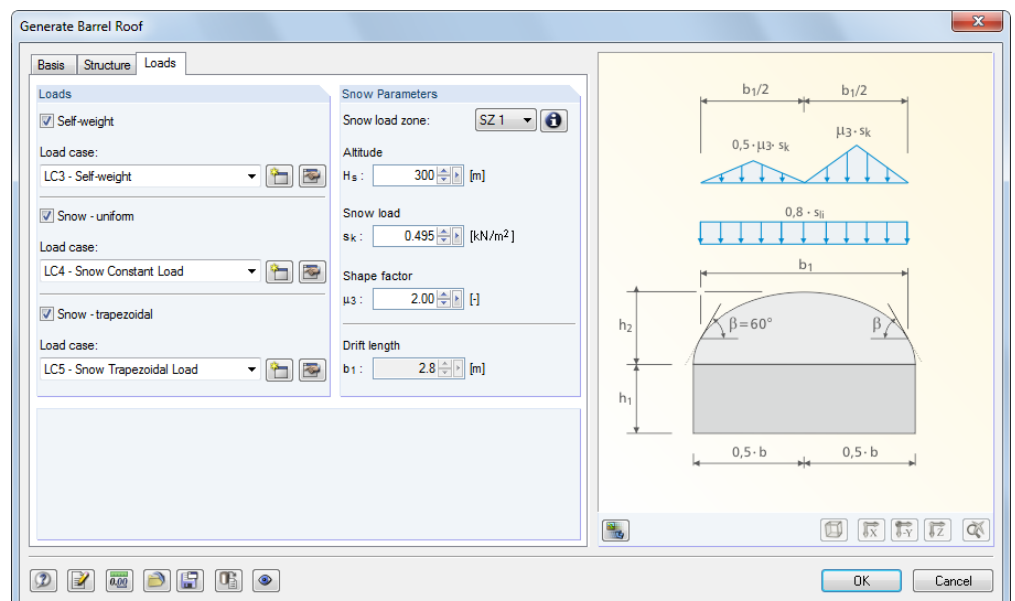 Generate Barrel Roof
Basis Structure Loads
Loads
Self-weight
Load case:
LC3 - Self-weight
Snow - uniform
Load case:
LC4 - Snow Constant Load
Snow - trapezoidal
Load case:
LC5 - Snow Trapezoidal Load
Snow Parameters
Snow load zone: SZ 1
Altitude
Hs : 300 [m]
Snow load
sk : 0.495 [kN/m²]
Shape factor
μ3 : 2.00 [-]
Drift length
b1 : 2.8 [m]
b₁/2 b₁/2
μ₃· sₖ
0,5·μ₃· sₖ
0,8 · sₗᵢ
b₁
h₂
β=60° β
h₁
0,5·b 0,5·b
X -Y Z
0.00
OK Cancel